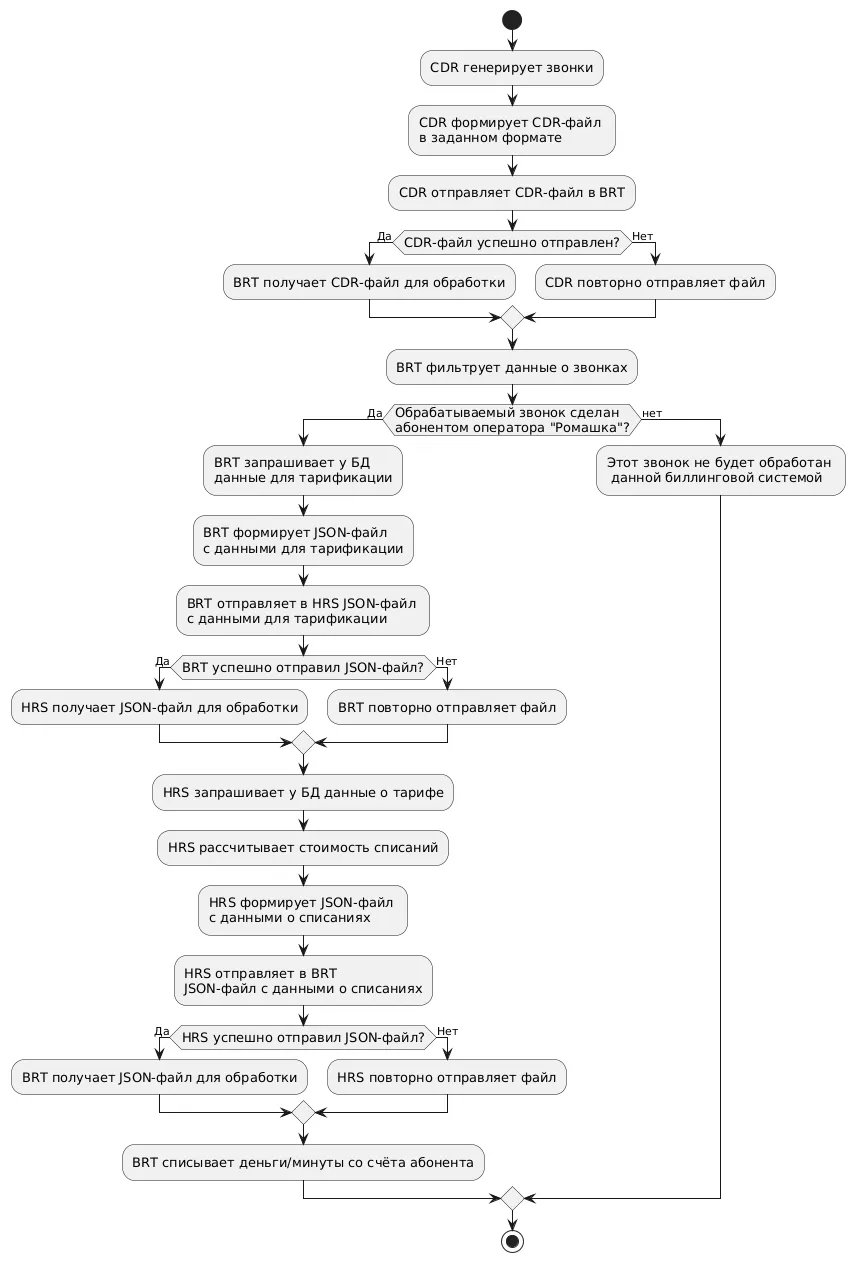 CDR генерирует звонки
CDR формирует CDR-файл
в заданном формате
CDR отправляет CDR-файл в BRT
Да
CDR-файл успешно отправлен?
Нет
BRT получает CDR-файл для обработки
CDR повторно отправляет файл
BRT фильтрует данные о звонках
Да
Обрабатываемый звонок сделан
абонентом оператора "Ромашка"?
нет
BRT запрашивает у БД
данные для тарификации
Этот звонок не будет обработан
данной биллинговой системой
BRT формирует JSON-файл
с данными для тарификации
BRT отправляет в HRS JSON-файл
с данными для тарификации
Да
BRT успешно отправил JSON-файл?
Нет
HRS получает JSON-файл для обработки
BRT повторно отправляет файл
HRS запрашивает у БД данные о тарифе
HRS рассчитывает стоимость списаний
HRS формирует JSON-файл
с данными о списаниях
HRS отправляет в BRT
JSON-файл с данными о списаниях
Да
HRS успешно отправил JSON-файл?
Нет
BRT получает JSON-файл для обработки
HRS повторно отправляет файл
BRT списывает деньги/минуты со счёта абонента